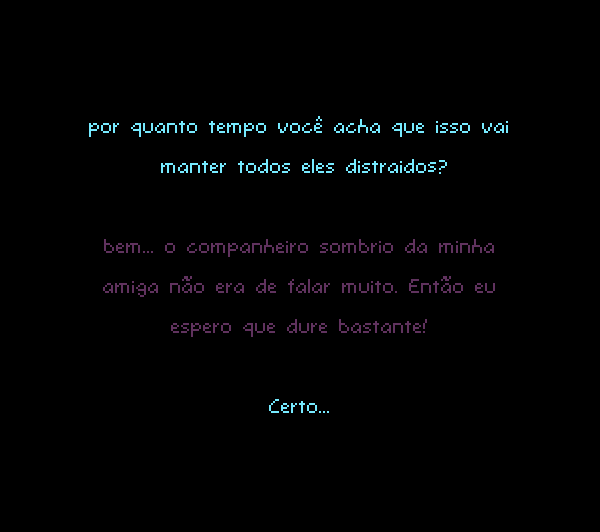 por quanto tempo você acha que isso vai
manter todos eles distraidos?
bem... o companheiro sombrio da minha
amiga não era de falar muito. Então eu
espero que dure bastante!
Certo...